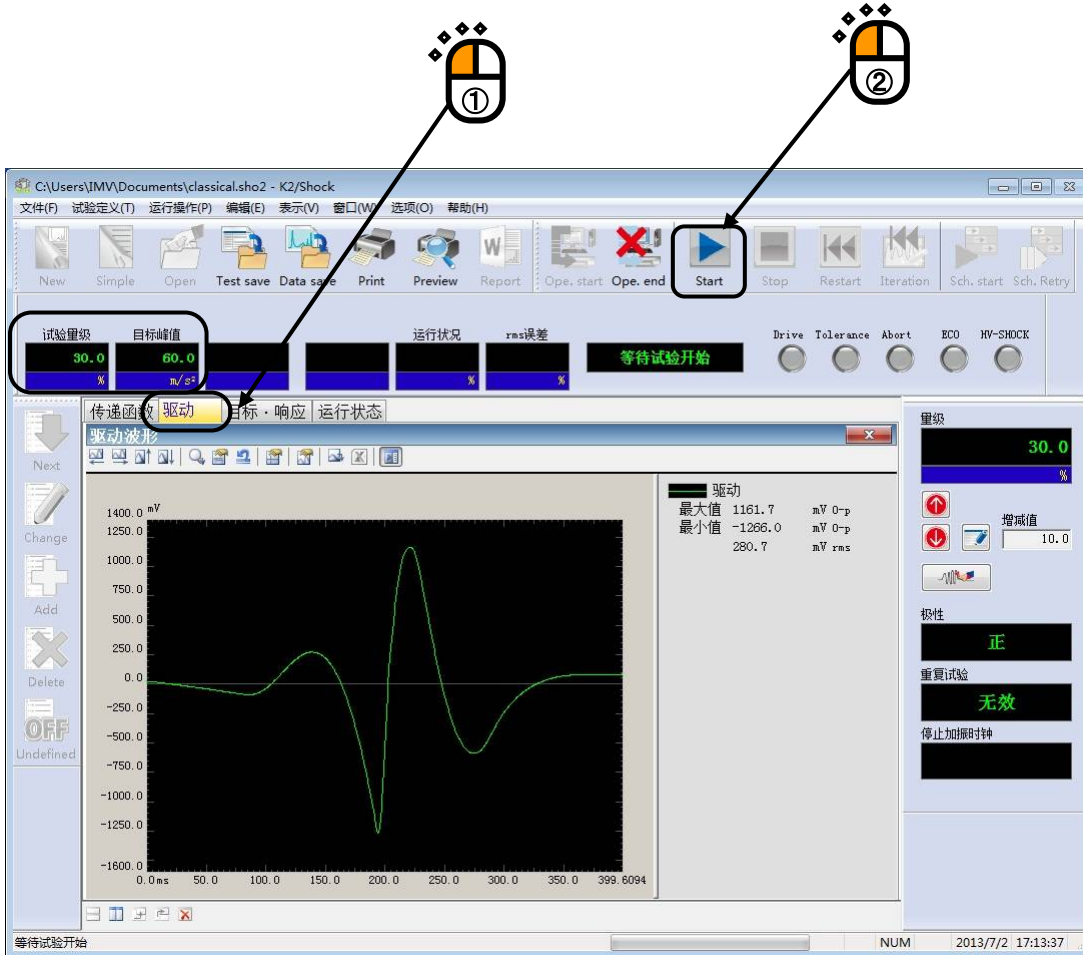 ①
②
C:\Users\IMV\Documents\classical.sho2 - K2/Shock
文件(F) 试验定义(T) 运行操作(P) 编辑(E) 表示(V) 窗口(W) 选项(O) 帮助(H)
New Simple Open Test save Data save Print Preview Report Ope. start Ope. end Start Stop Restart Iteration Sch. start Sch. Retry
试验量级 目标峰值 运行状况 rms误差 Drive Tolerance Abort ECO HV-SHOCK
30.0 60.0 等待试验开始
% m/s² % %
传递函数 驱动 目标・响应 运行状态
驱动波形
Next
Change
Add
Delete
OFF
Undefined
1400.0 mV
1250.0
1000.0
750.0
500.0
250.0
0.0
-250.0
-500.0
-750.0
-1000.0
-1250.0
-1600.0
0.0ms 50.0 100.0 150.0 200.0 250.0 300.0 350.0 399.6094
驱动
最大值 1161.7 mV 0-p
最小值 -1266.0 mV 0-p
280.7 mV rms
量级
30.0
%
增减值
10.0
极性
正
重复试验
无效
停止加振时钟
等待试验开始 NUM 2013/7/2 17:13:37